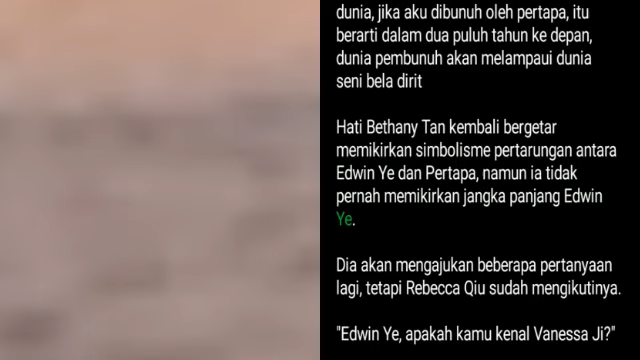 dunia, jika aku dibunuh oleh pertapa, itu
berarti dalam dua puluh tahun ke depan,
dunia pembunuh akan melampaui dunia
seni bela dirit
Hati Bethany Tan kembali bergetar
memikirkan simbolisme pertarungan antara
Edwin Ye dan Pertapa, namun ia tidak
pernah memikirkan jangka panjang Edwin
Ye.
Dia akan mengajukan beberapa pertanyaan
lagi, tetapi Rebecca Qiu sudah mengikutinya.
"Edwin Ye, apakah kamu kenal Vanessa Ji?"